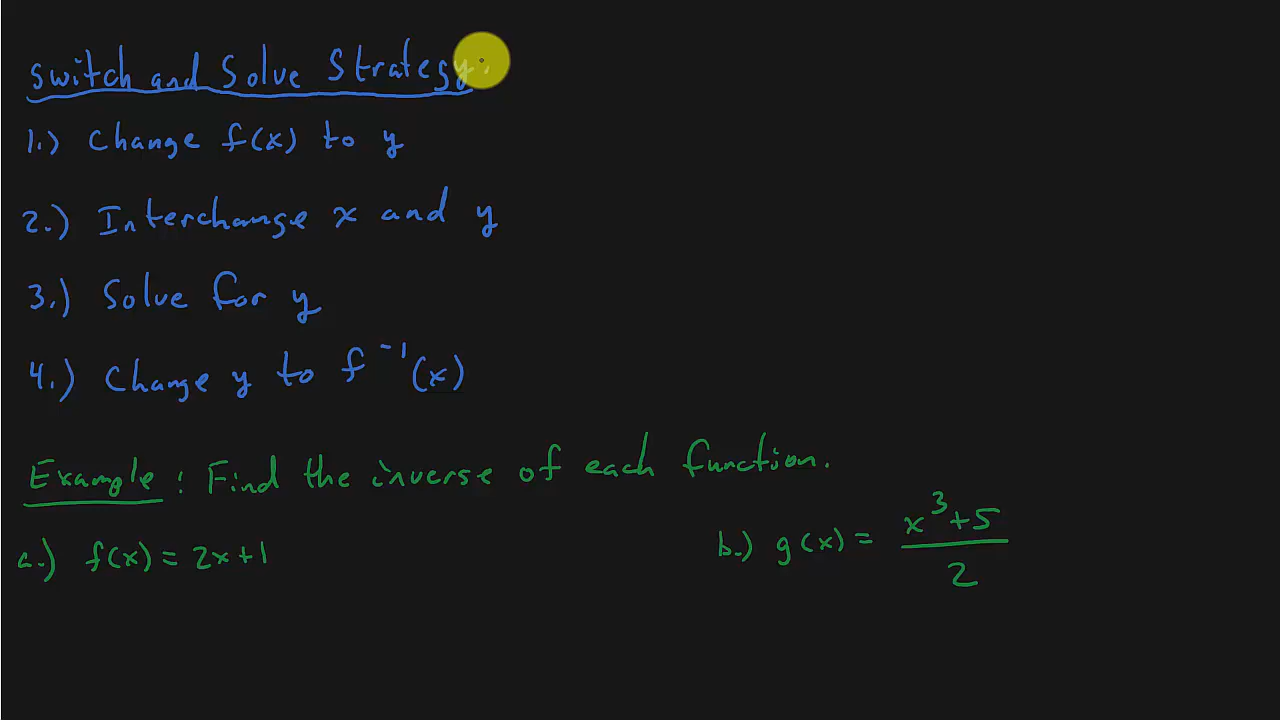 Switch and Solve Strategy:
1.) Change f(x) to y
2.) Interchange x and y
3.) Solve for y
4.) Change y to f⁻¹(x)
Example: Find the inverse of each function.
a.) f(x) = 2x+1
b.) g(x) = (x³+5)/2